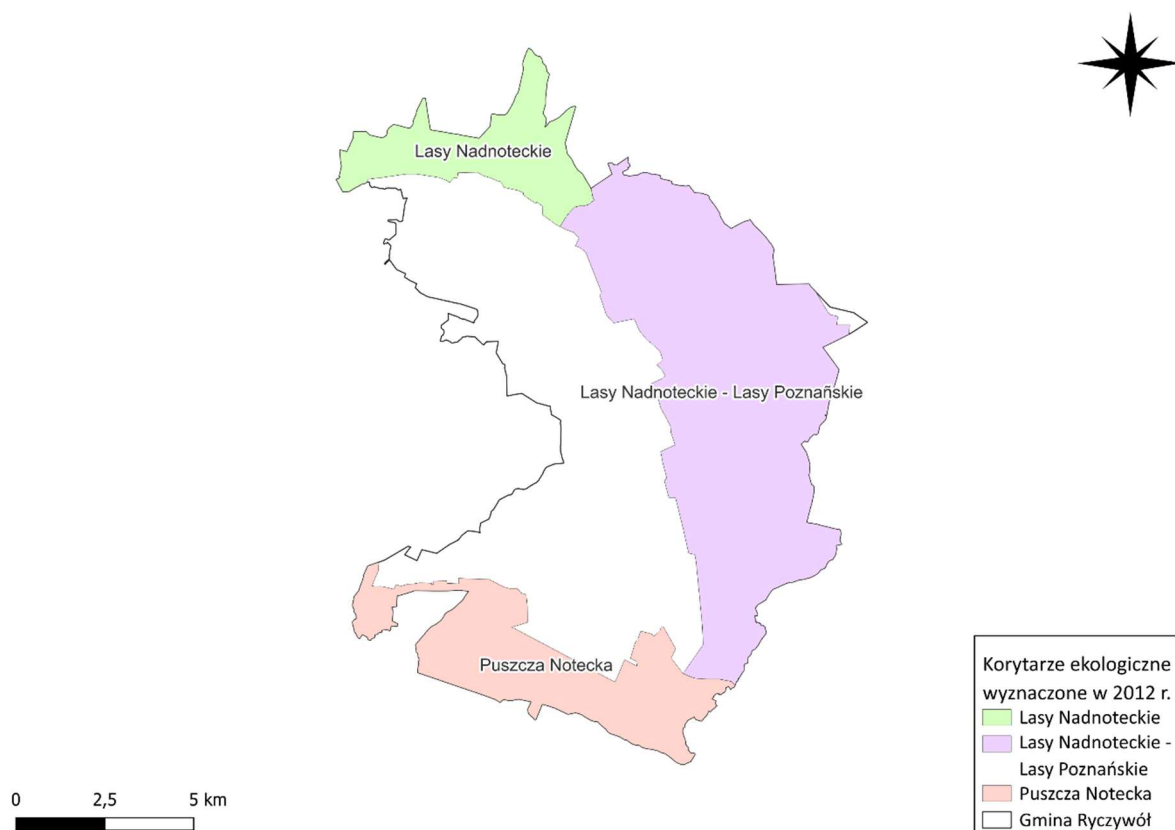 Lasy Nadnoteckie
Lasy Nadnoteckie - Lasy Poznañskie
Puszcza Notecka
Korytarze ekologiczne
wyznaczone w 2012 r.
Lasy Nadnoteckie
Lasy Nadnoteckie -
Lasy Poznańskie
Puszcza Notecka
Gmina Ryczywół
0 2,5 5 km